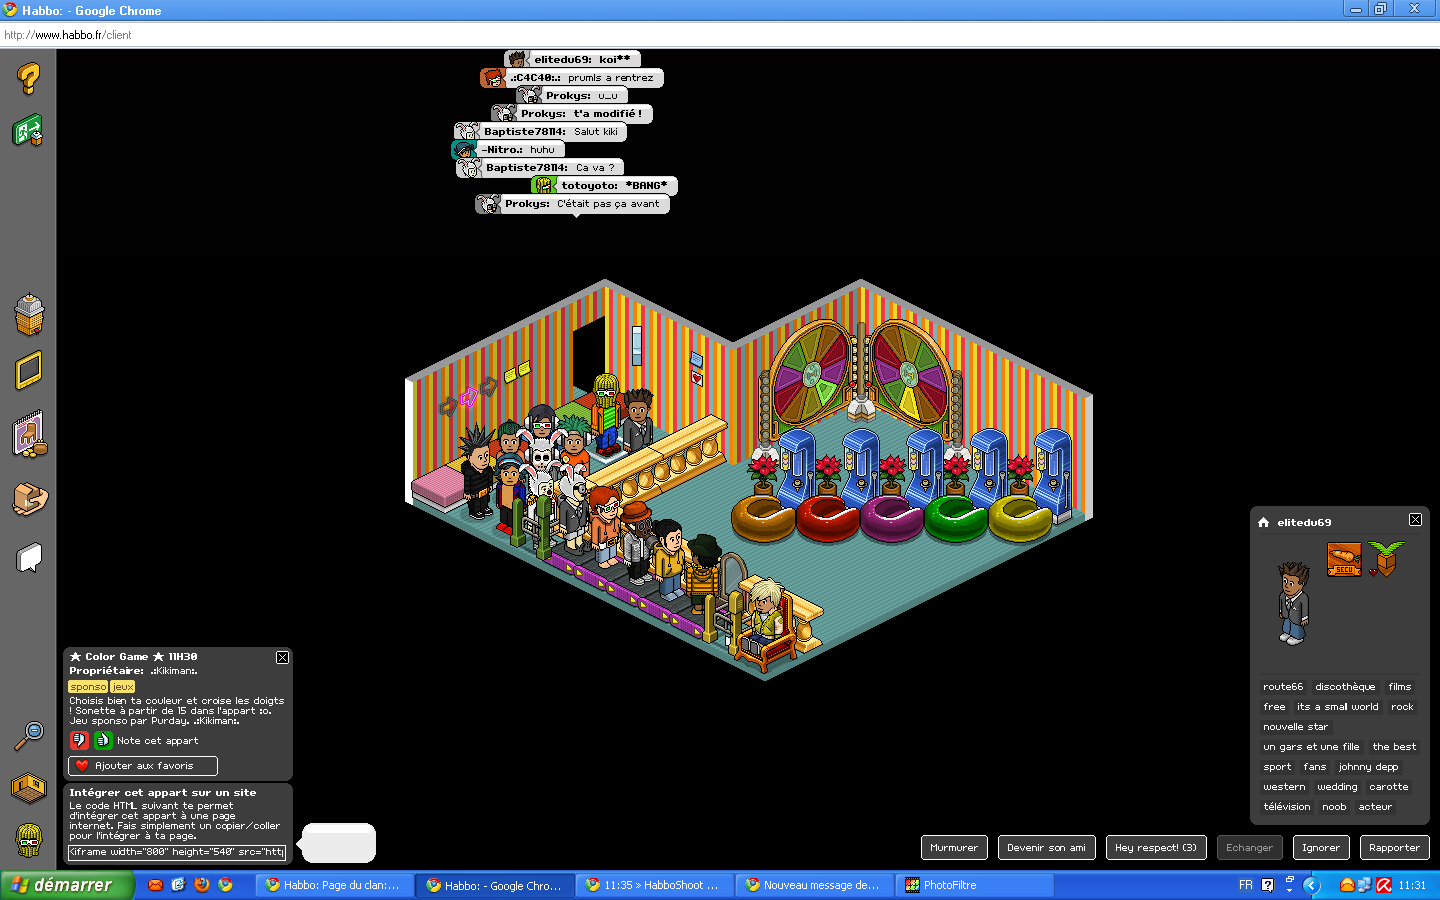 Habbo: - Google Chrome
http://www.habbo.fr/client
elitedu69: koi**
.:C4C40:.: prumls a rentrez
Prokys: u_u
Prokys: t'a modifié !
Baptiste78114: Salut kiki
-Nitro.: huhu
Baptiste78114: Ca va ?
totoyoto: *BANG*
Prokys: C'était pas ça avant
elitedu69
SECU
route66 discothèque films
free its a small world rock
nouvelle star
un gars et une fille the best
sport fans johnny depp
western wedding carotte
télévision noob acteur
Color Game 11H30
Propriétaire: .:Kikiman:.
sponso jeux
Choisis bien ta couleur et croise les doigts
! Sonette à partir de 15 dans l'appart :o.
Jeu sponso par Purday. .:Kikiman:.
Note cet appart
Ajouter aux favoris
Intégrer cet appart sur un site
Le code HTML suivant te permet
d'intégrer cet appart à une page
internet. Fais simplement un copier/coller
pour l'intégrer à ta page.
<iframe width="800" height="540" src="htt
Murmurer Devenir son ami Hey respect! (3) Echanger Ignorer Rapporter
démarrer Habbo: Page du clan:... Habbo: - Google Chro... 11:35 » HabboShoot ... Nouveau message de... PhotoFiltre FR 11:31